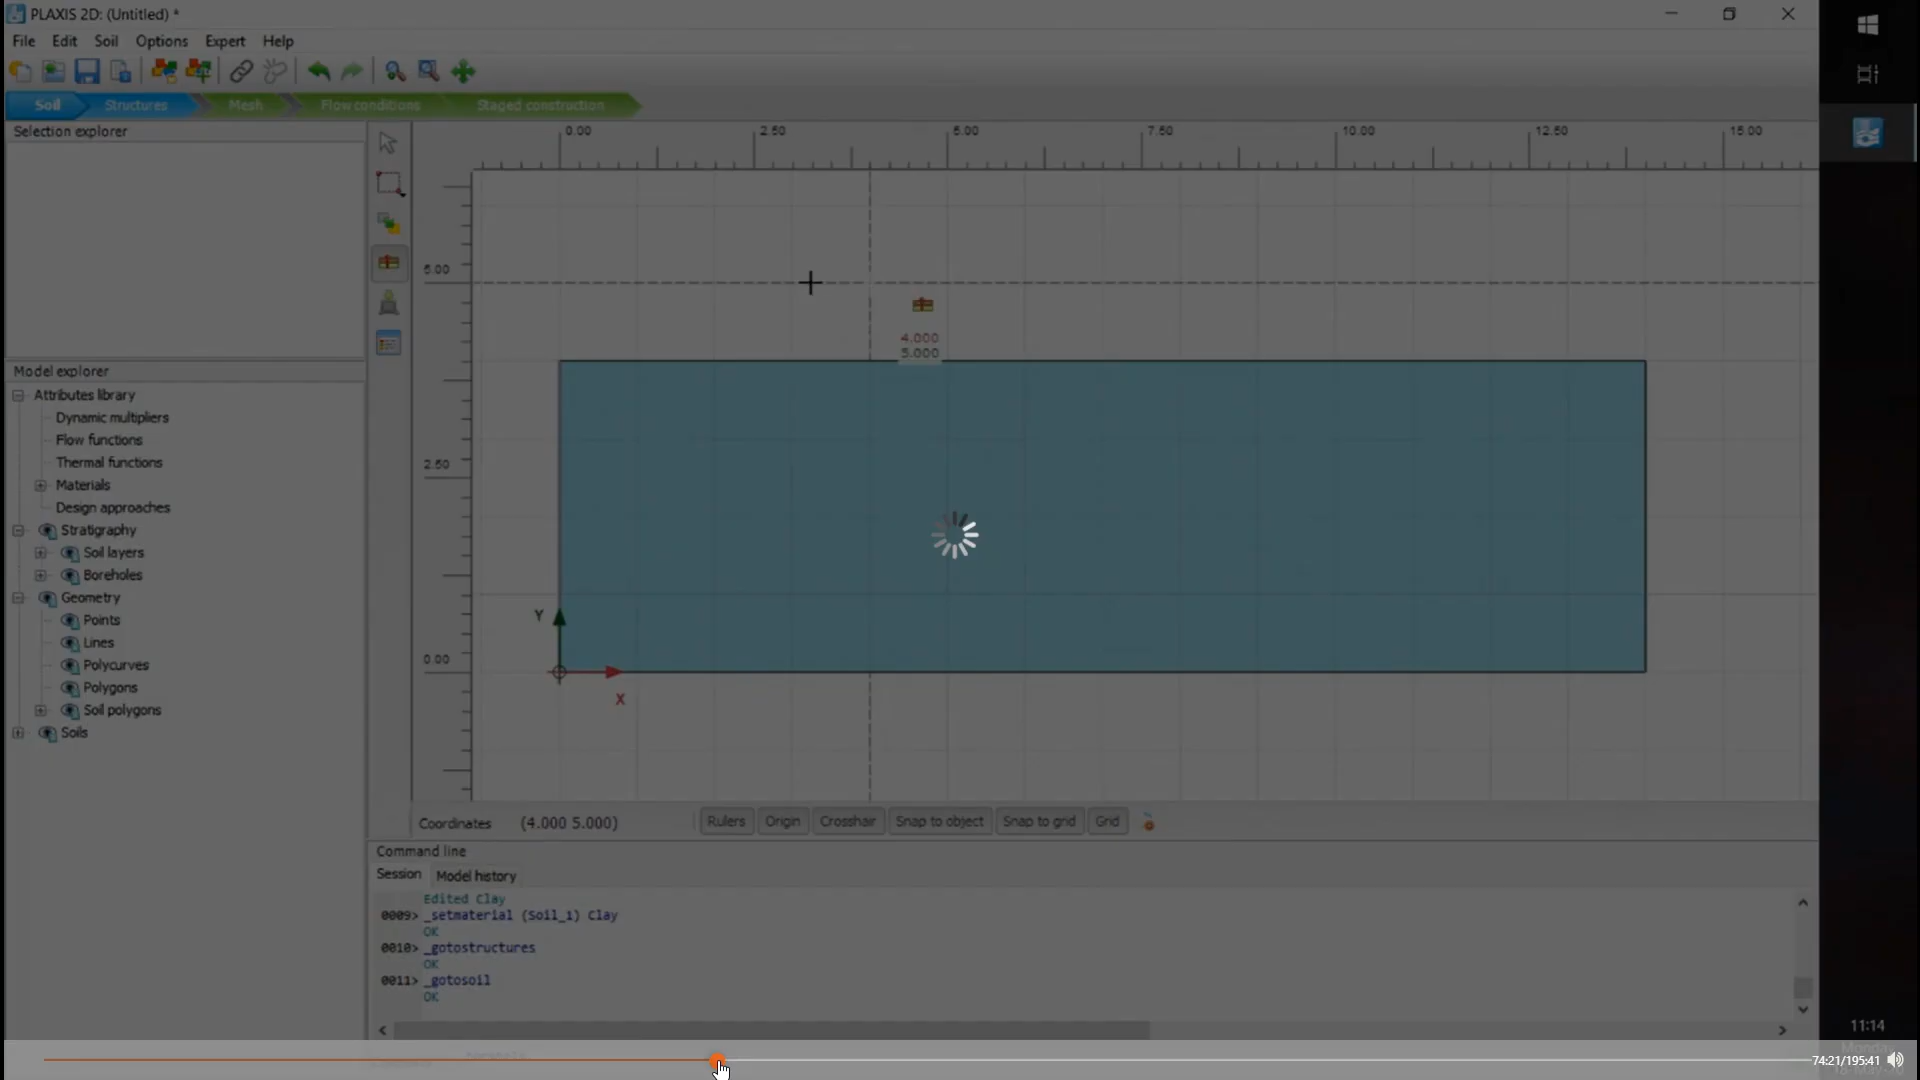 PLAXIS 2D: (Untitled) *
File Edit Soil Options Expert Help
Soil Structures Mesh Flow conditions Staged construction
Selection explorer
0.00 2.50 5.00 7.50 10.00 12.50 15.00
5.00
4.000
5.000
Model explorer
Attributes library
Dynamic multipliers
Flow functions
Thermal functions
Materials
Design approaches
Stratigraphy
Soil layers
Boreholes
Geometry
Points
Lines
Polycurves
Polygons
Soil polygons
Soils
2.50
0.00
Y
X
Coordinates (4.000 5.000) Rulers Origin Crosshair Snap to object Snap to grid Grid
Command line
Session Model history
Edited Clay
0009> _setmaterial (Soil_1) Clay
OK
0010> _gotostructures
OK
0011> _gotosoil
OK
11:14
74:21/195:41